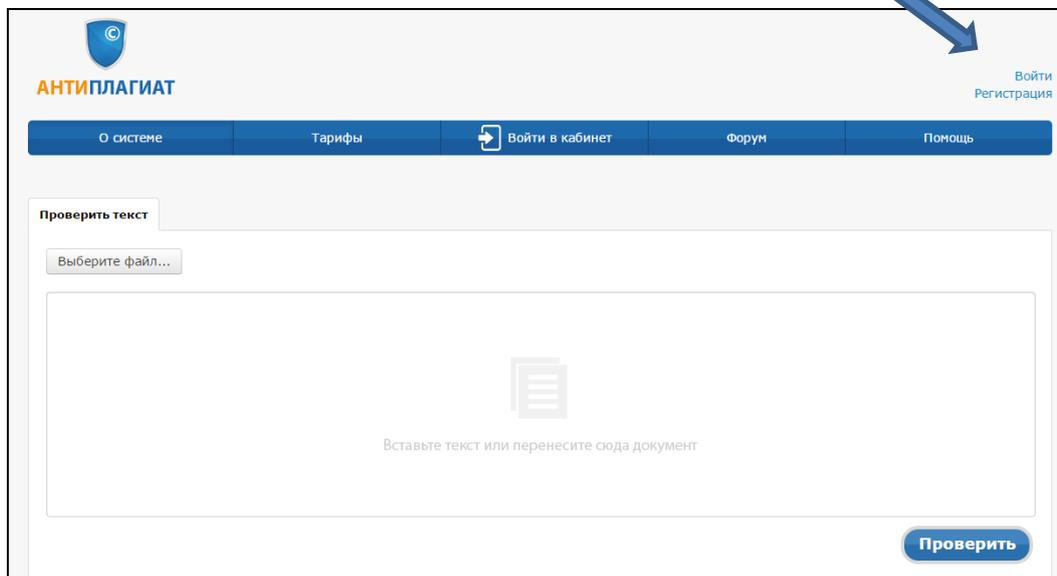 ©
АНТИПЛАГИАТ
Войти
Регистрация
О системе Тарифы Войти в кабинет Форум Помощь
Проверить текст
Выберите файл...
Вставьте текст или перенесите сюда документ
Проверить